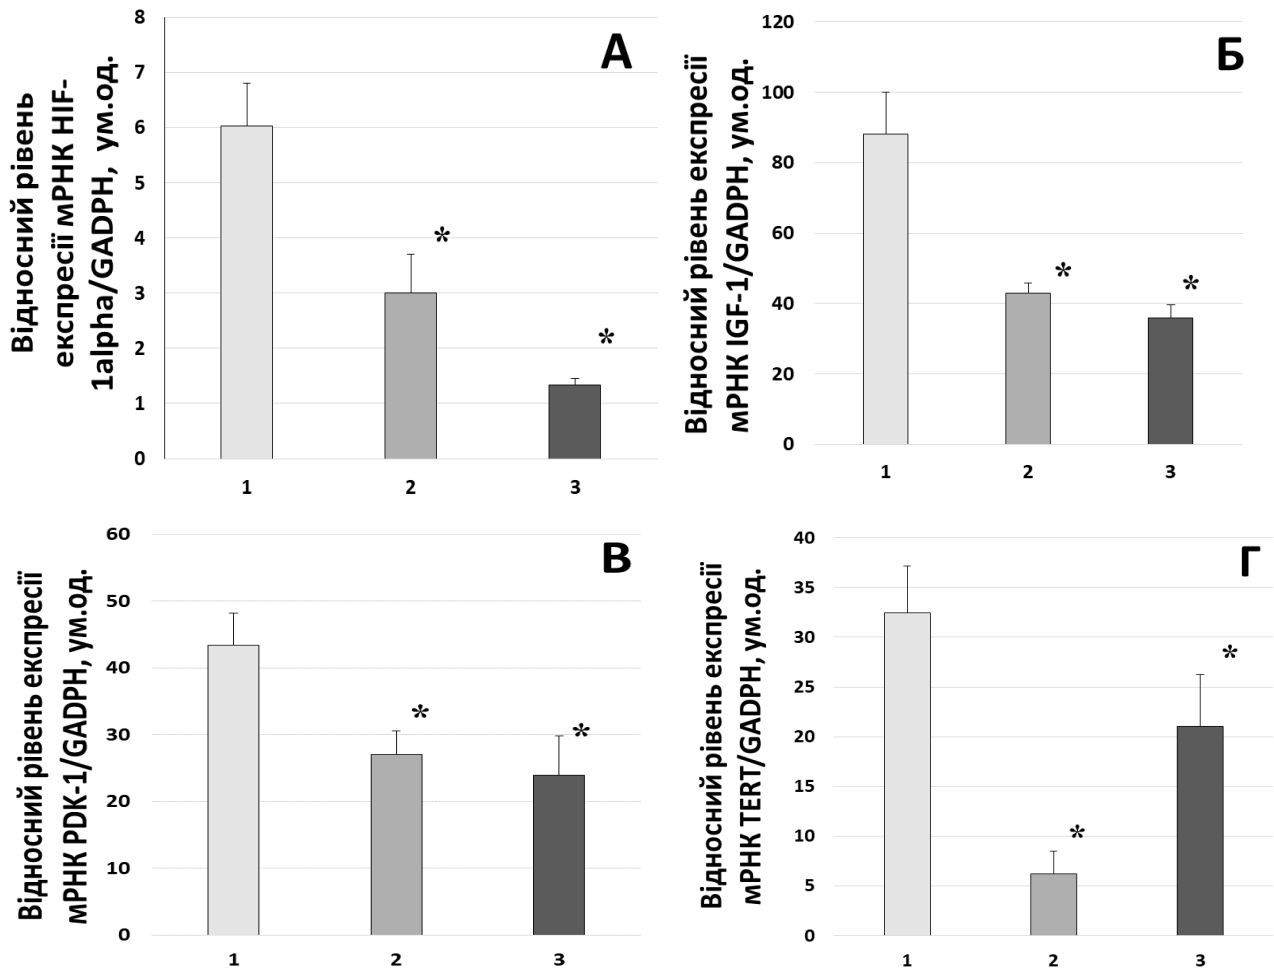 Відносний рівень
експресії мРНК HIF-
1alpha/GADPH, ум.од.
8
7
6
5
4
3
2
1
0
А
*
*
1 2 3
Відносний рівень експресії
мРНК IGF-1/GADPH, ум.од.
120
100
80
60
40
20
0
Б
*
*
1 2 3
Відносний рівень експресії
мРНК PDK-1/GADPH, ум.од.
60
50
40
30
20
10
0
В
*
*
1 2 3
Відносний рівень експресії
мРНК TERT/GADPH, ум.од.
40
35
30
25
20
15
10
5
0
Г
*
*
1 2 3